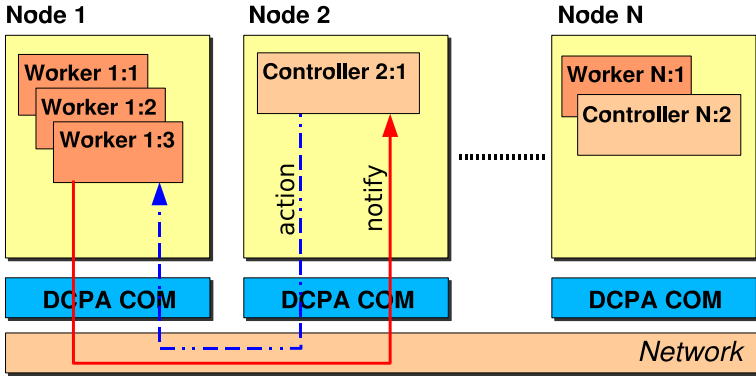 Node 1
Node 2
Node N
Worker 1:1
Worker 1:2
Worker 1:3
Controller 2:1
Worker N:1
Controller N:2
action
notify
DCPA COM
DCPA COM
DCPA COM
Network